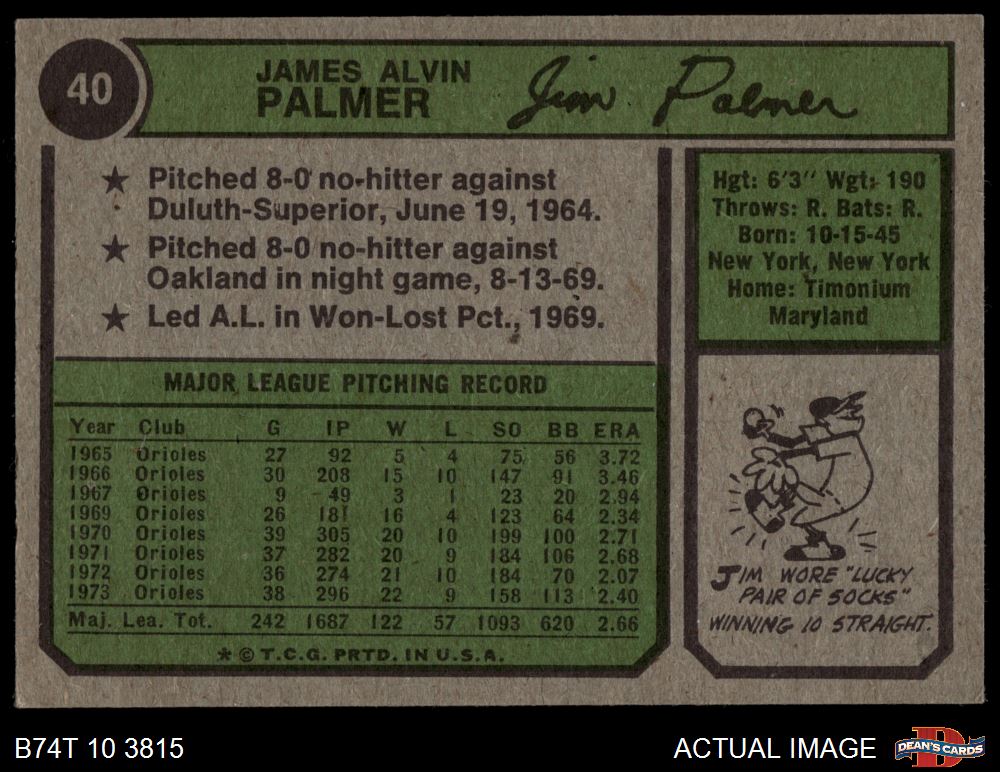 40
JAMES ALVIN
PALMER
Jim Palmer
★ Pitched 8-0 no-hitter against
Duluth-Superior, June 19, 1964.
★ Pitched 8-0 no-hitter against
Oakland in night game, 8-13-69.
★ Led A.L. in Won-Lost Pct., 1969.
Hgt: 6'3" Wgt: 190
Throws: R. Bats: R.
Born: 10-15-45
New York, New York
Home: Timonium
Maryland
MAJOR LEAGUE PITCHING RECORD
Year Club G IP W L SO BB ERA
1965 Orioles 27 92 5 4 75 56 3.72
1966 Orioles 30 208 15 10 147 91 3.46
1967 Orioles 9 49 3 1 23 20 2.94
1969 Orioles 26 181 16 4 123 64 2.34
1970 Orioles 39 305 20 10 199 100 2.71
1971 Orioles 37 282 20 9 184 106 2.68
1972 Orioles 36 274 21 10 184 70 2.07
1973 Orioles 38 296 22 9 158 113 2.40
Maj. Lea. Tot. 242 1687 122 57 1093 620 2.66
★ © T.C.G. PRTD. IN U.S.A.
JIM WORE "LUCKY
PAIR OF SOCKS"
WINNING 10 STRAIGHT.
B74T 10 3815
ACTUAL IMAGE
D
DEAN'S CARDS